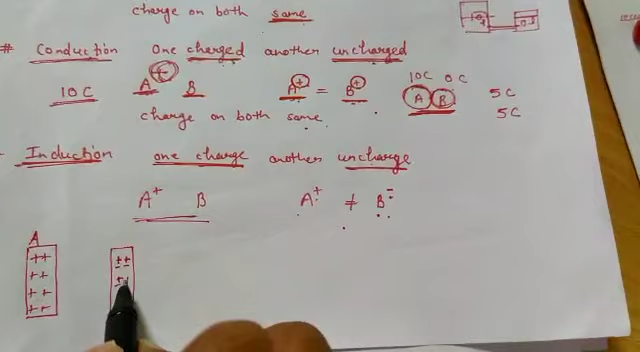 charge on both same
# Conduction one charged another uncharged
10 C A+ B A+ = B+ 10C 0C A B 5C
5C
charge on both same.
- Induction one charge another uncharge
A+ B A+ ≠ B-
A
++ ++
++ ++
++
++